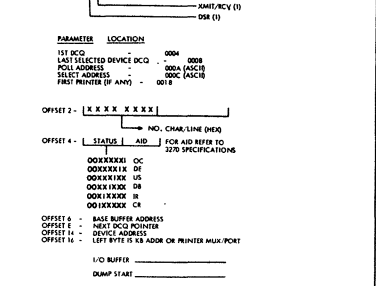 XMIT/RCV (1)
DSR (1)
PARAMETER LOCATION
1ST DCQ - 0004
LAST SELECTED DEVICE DCQ - 0008
POLL ADDRESS - 000A (ASCII)
SELECT ADDRESS - 000C (ASCII)
FIRST PRINTER (IF ANY) - 0018
OFFSET 2 - X X X X X X X X
NO. CHAR/LINE (HEX)
OFFSET 4 - STATUS AID FOR AID REFER TO
3270 SPECIFICATIONS
00XXXXX1 OC
00XXXX1X DE
00XXX1XX US
00XX1XXX DB
00X1XXXX IR
001XXXXX CR
OFFSET 6 - BASE BUFFER ADDRESS
OFFSET E - NEXT DCQ POINTER
OFFSET 14 - DEVICE ADDRESS
OFFSET 16 - LEFT BYTE IS KB ADDR OR PRINTER MUX/PORT
I/O BUFFER
DUMP START